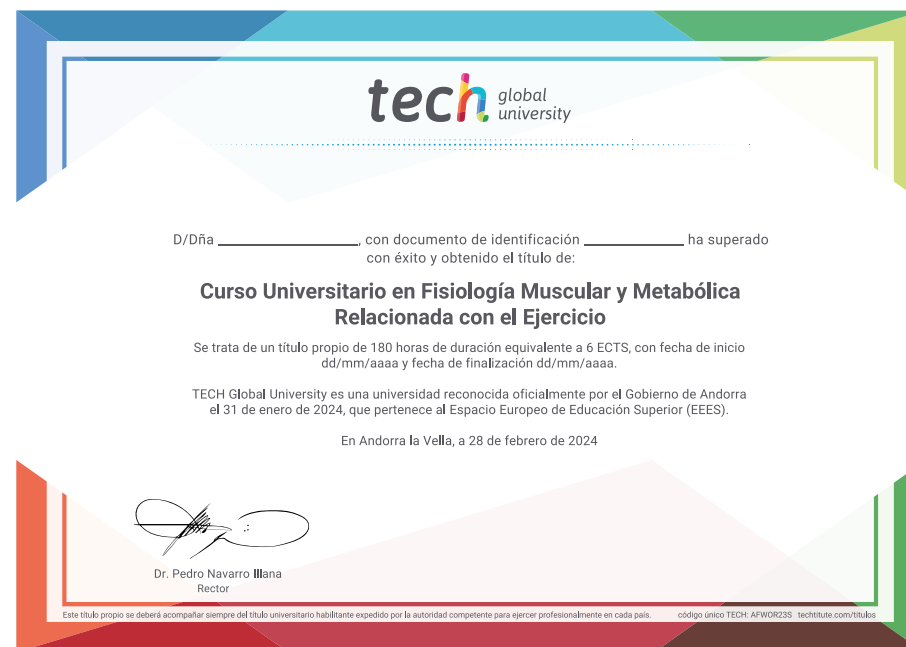 tech global university
D/Dña ____________________, con documento de identificación ______________ ha superado
con éxito y obtenido el título de:
Curso Universitario en Fisiología Muscular y Metabólica
Relacionada con el Ejercicio
Se trata de un título propio de 180 horas de duración equivalente a 6 ECTS, con fecha de inicio
dd/mm/aaaa y fecha de finalización dd/mm/aaaa.
TECH Global University es una universidad reconocida oficialmente por el Gobierno de Andorra
el 31 de enero de 2024, que pertenece al Espacio Europeo de Educación Superior (EEES).
En Andorra la Vella, a 28 de febrero de 2024
Dr. Pedro Navarro Illana
Rector
Este título propio se deberá acompañar siempre del título universitario habilitante expedido por la autoridad competente para ejercer profesionalmente en cada país. código único TECH: AFWOR23S techtitute.com/titulos